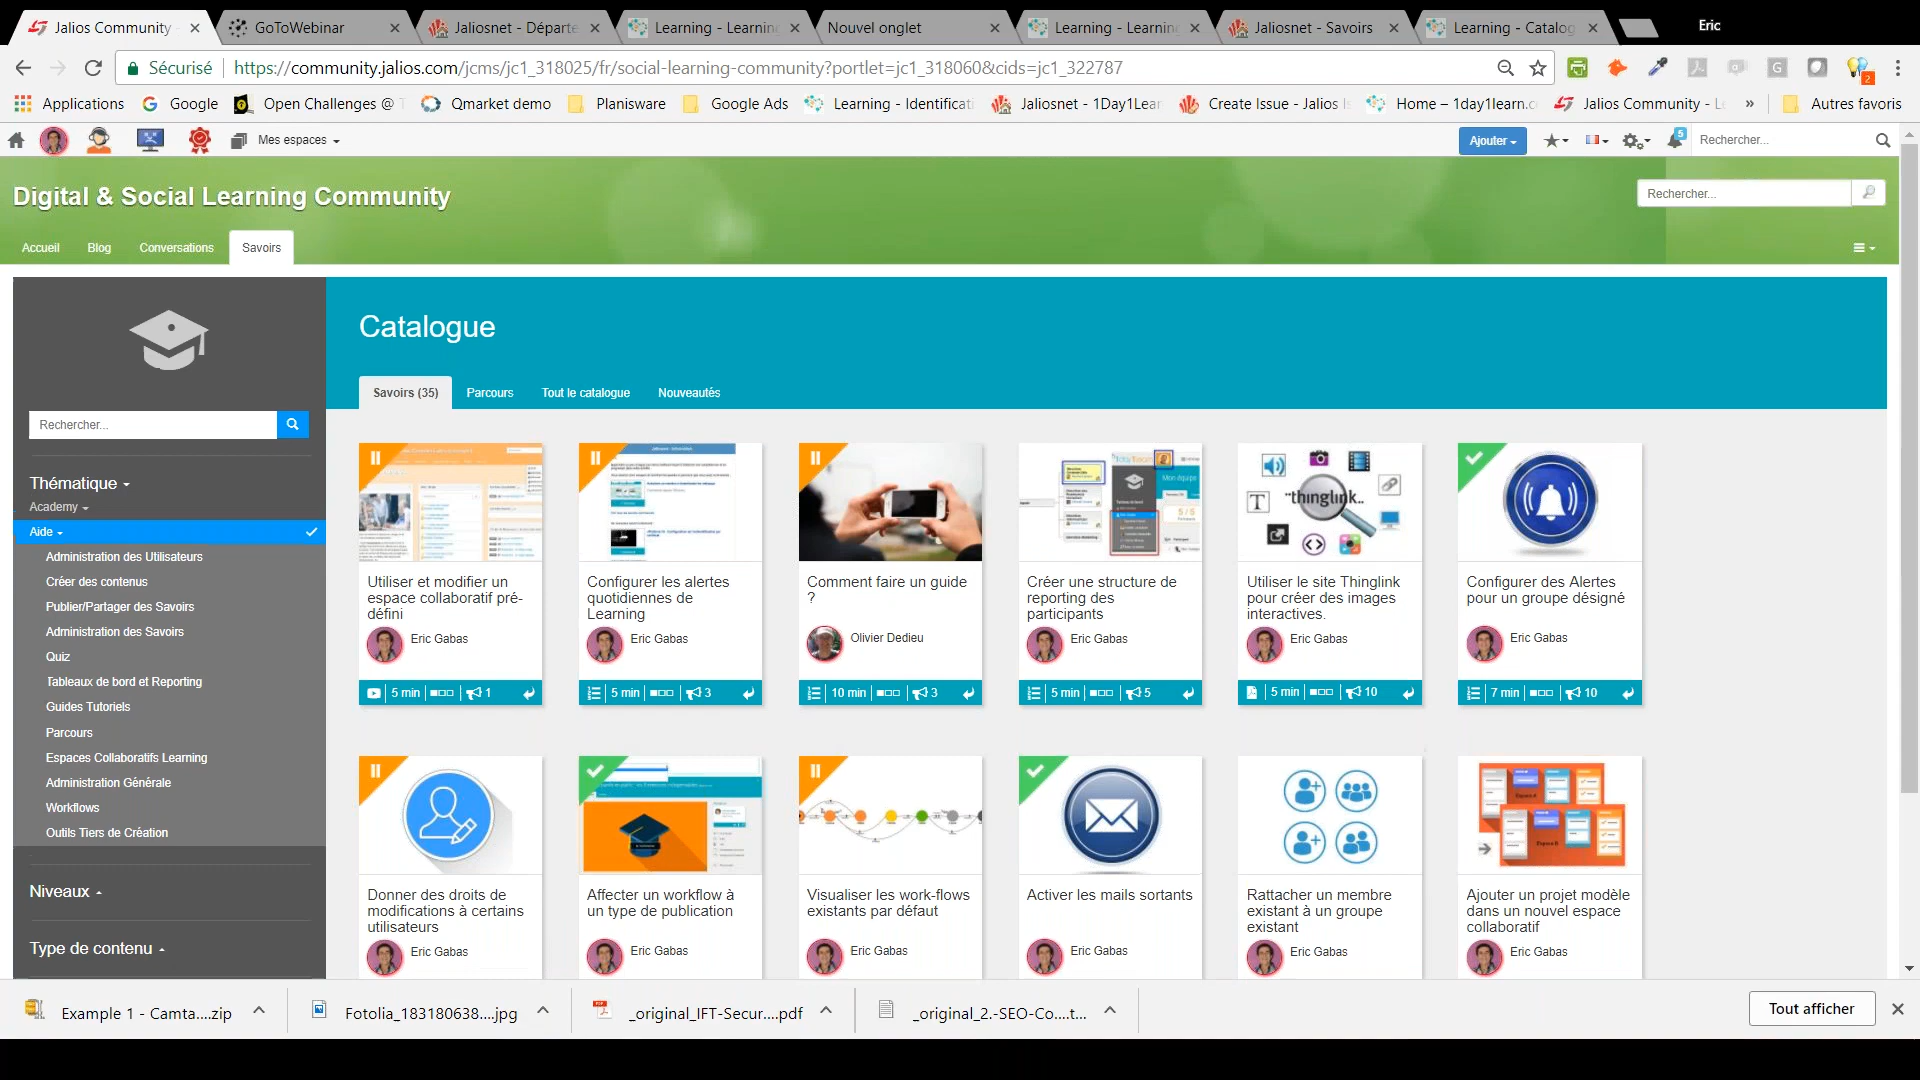 Jalios Community
GoToWebinar
Jaliosnet - Départe
Learning - Learning
Nouvel onglet
Learning - Learning
Jaliosnet - Savoirs
Learning - Catalog
Eric
Sécurisé
https://community.jalios.com/jcms/jc1_318025/fr/social-learning-community?portlet=jc1_318060&cids=jc1_322787
Applications
Google
Open Challenges @
Qmarket demo
Planisware
Google Ads
Learning - Identificati
Jaliosnet - 1Day1Lear
Create Issue - Jalios I
Home – 1day1learn.c
Jalios Community - L
»
Autres favoris
Mes espaces
Ajouter
5
Rechercher...
Digital & Social Learning Community
Rechercher...
Accueil
Blog
Conversations
Savoirs
Catalogue
Savoirs (35)
Parcours
Tout le catalogue
Nouveautés
Rechercher...
Thématique
Academy
Aide
Administration des Utilisateurs
Créer des contenus
Publier/Partager des Savoirs
Administration des Savoirs
Quiz
Tableaux de bord et Reporting
Guides Tutoriels
Parcours
Espaces Collaboratifs Learning
Administration Générale
Workflows
Outils Tiers de Création
Niveaux
Type de contenu
Utiliser et modifier un
espace collaboratif pré-
défini
Eric Gabas
5 min
1
Configurer les alertes
quotidiennes de
Learning
Eric Gabas
5 min
3
Comment faire un guide
?
Olivier Dedieu
10 min
3
Créer une structure de
reporting des
participants
Eric Gabas
5 min
5
"thinglink..
Utiliser le site Thinglink
pour créer des images
interactives.
Eric Gabas
5 min
10
Configurer des Alertes
pour un groupe désigné
Eric Gabas
7 min
10
Donner des droits de
modifications à certains
utilisateurs
Eric Gabas
Affecter un workflow à
un type de publication
Eric Gabas
Visualiser les work-flows
existants par défaut
Eric Gabas
Activer les mails sortants
Eric Gabas
Rattacher un membre
existant à un groupe
existant
Eric Gabas
Ajouter un projet modèle
dans un nouvel espace
collaboratif
Eric Gabas
Example 1 - Camta....zip
Fotolia_183180638....jpg
_original_IFT-Secur....pdf
_original_2.-SEO-Co....t...
Tout afficher